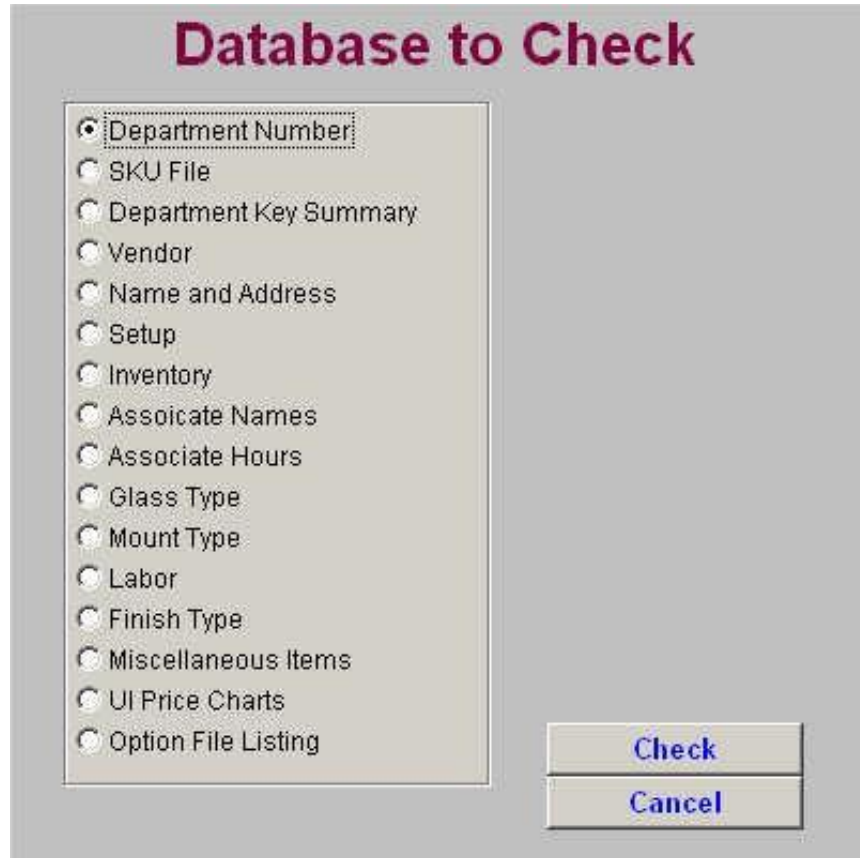 Database to Check
Department Number
SKU File
Department Key Summary
Vendor
Name and Address
Setup
Inventory
Assoicate Names
Associate Hours
Glass Type
Mount Type
Labor
Finish Type
Miscellaneous Items
UI Price Charts
Option File Listing
Check
Cancel